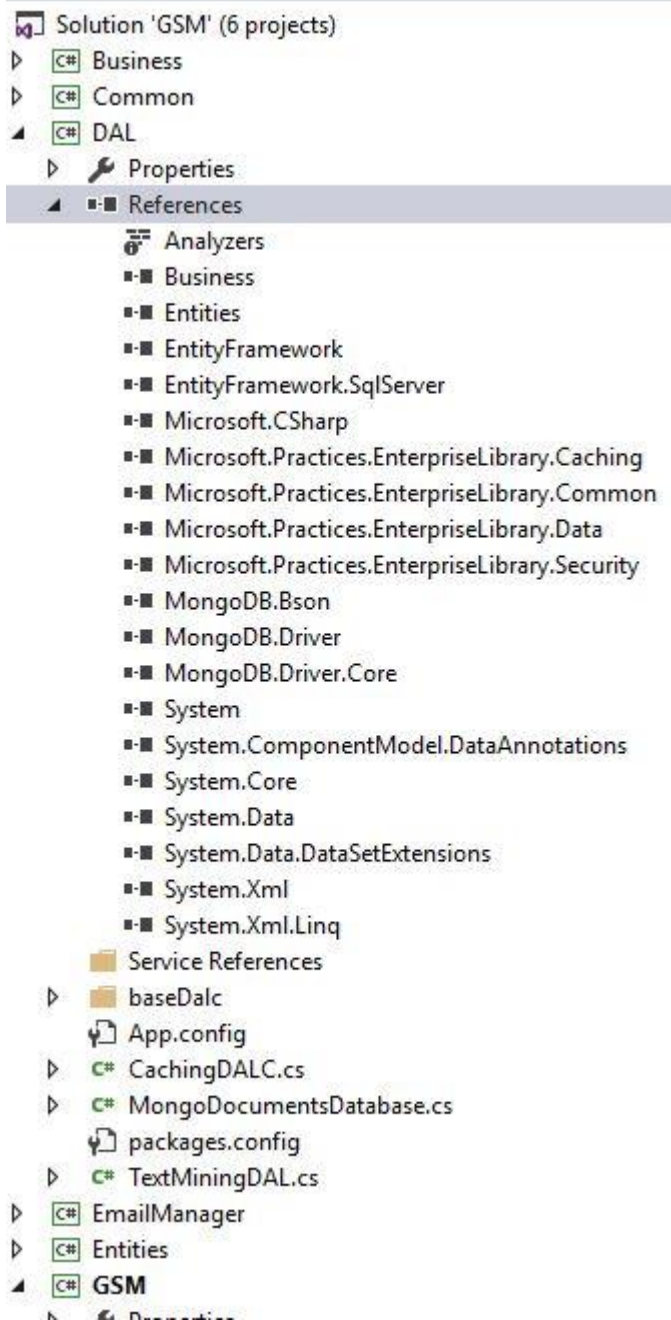 Solution 'GSM' (6 projects)
C# Business
C# Common
C# DAL
Properties
References
Analyzers
Business
Entities
EntityFramework
EntityFramework.SqlServer
Microsoft.CSharp
Microsoft.Practices.EnterpriseLibrary.Caching
Microsoft.Practices.EnterpriseLibrary.Common
Microsoft.Practices.EnterpriseLibrary.Data
Microsoft.Practices.EnterpriseLibrary.Security
MongoDB.Bson
MongoDB.Driver
MongoDB.Driver.Core
System
System.ComponentModel.DataAnnotations
System.Core
System.Data
System.Data.DataSetExtensions
System.Xml
System.Xml.Linq
Service References
baseDalc
App.config
C# CachingDALC.cs
C# MongoDocumentsDatabase.cs
packages.config
C# TextMiningDAL.cs
C# EmailManager
C# Entities
C# GSM
Properties